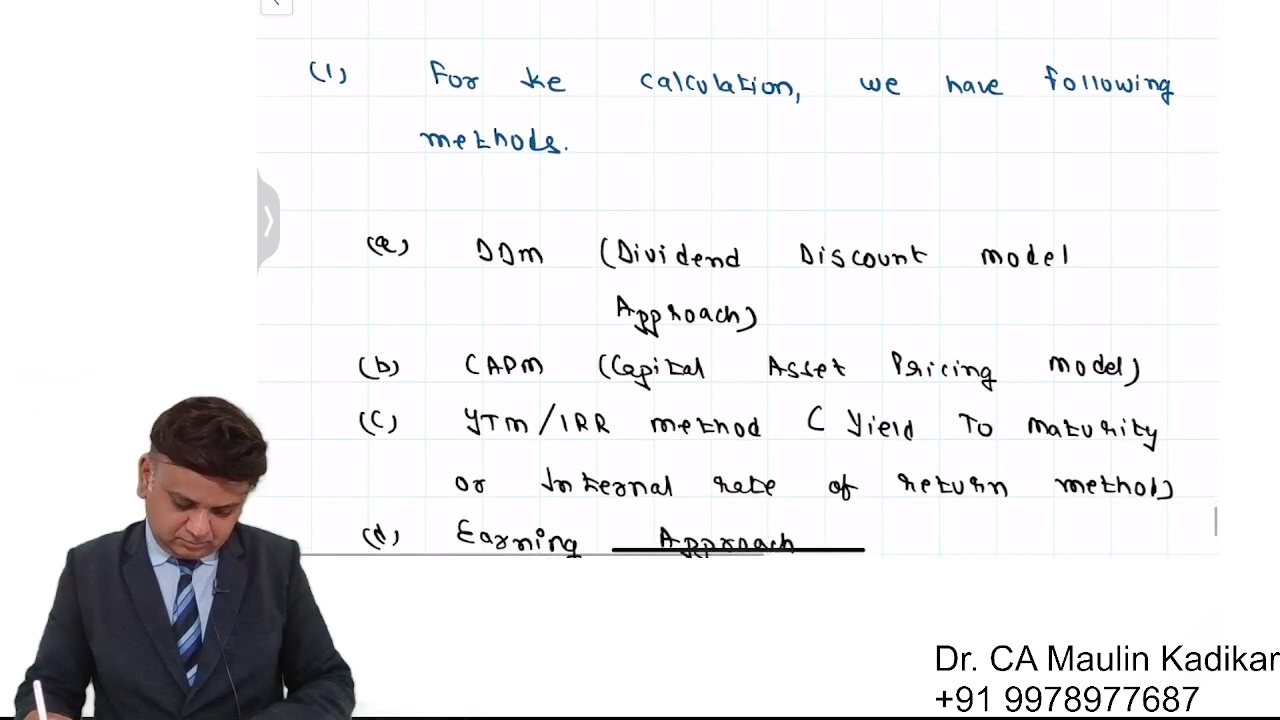 (1) For ke calculation, we have following
methods.
(a) DDM (Dividend Discount model
Approach)
(b) CAPM (Capital Asset Pricing Model)
(c) YTM/IRR method ( Yield To maturity
or Internal rate of return method)
(d) Earning Approach
Dr. CA Maulin Kadikar
+91 9978977687